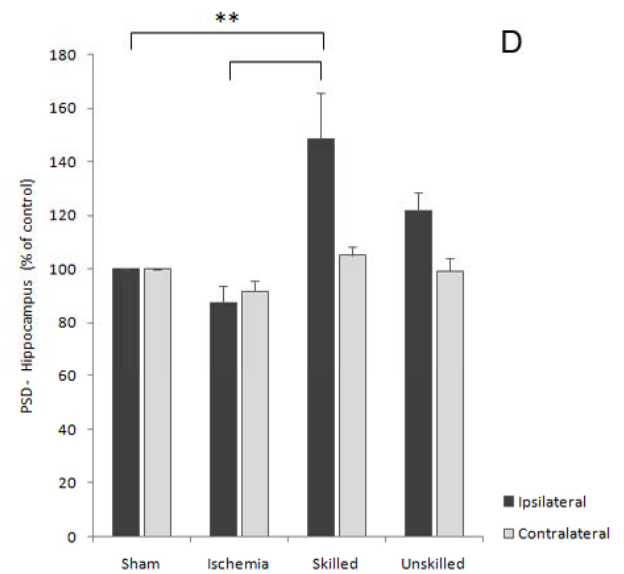 **
D
180
160
140
120
100
80
60
40
20
0
PSD - Hippocampus (% of control)
Sham Ischemia Skilled Unskilled
Ipsilateral
Contralateral